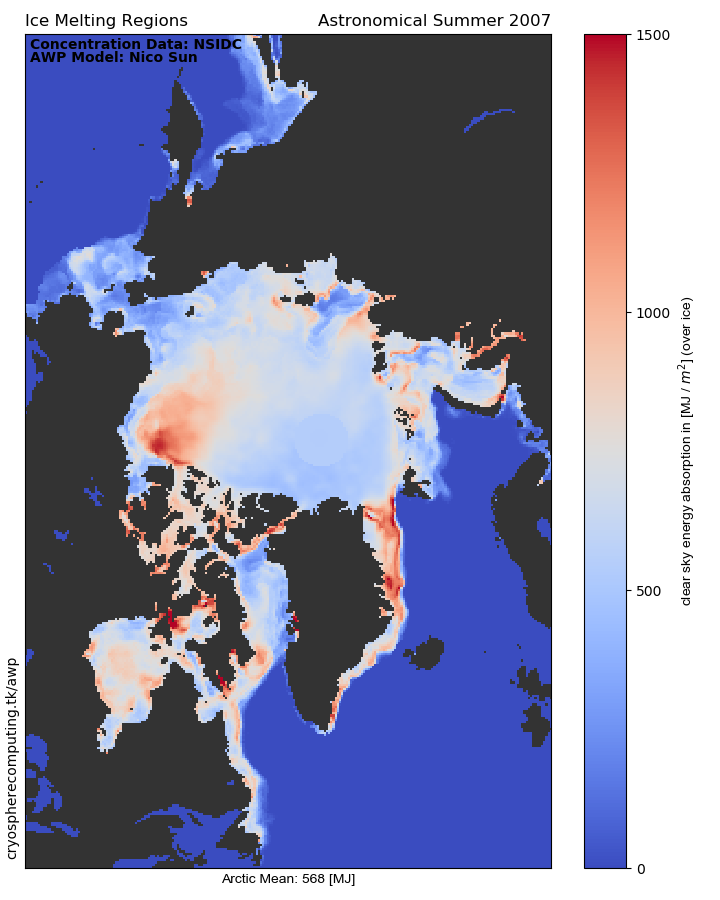 Ice Melting Regions Astronomical Summer 2007
Concentration Data: NSIDC
AWP Model: Nico Sun
1500
1000
500
0
clear sky energy absorption in [MJ / m²] (over ice)
cryospherecomputing.tk/awp
Arctic Mean: 568 [MJ]